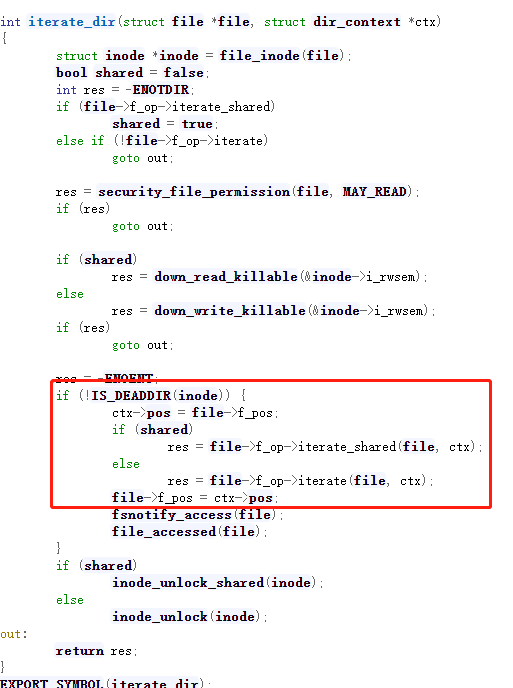 int iterate_dir(struct file *file, struct dir_context *ctx)
{
struct inode *inode = file_inode(file);
bool shared = false;
int res = -ENOTDIR;
if (file->f_op->iterate_shared)
shared = true;
else if (!file->f_op->iterate)
goto out;
res = security_file_permission(file, MAY_READ);
if (res)
goto out;
if (shared)
res = down_read_killable(&inode->i_rwsem);
else
res = down_write_killable(&inode->i_rwsem);
if (res)
goto out;
res = -ENOENT;
if (!IS_DEADDIR(inode)) {
ctx->pos = file->f_pos;
if (shared)
res = file->f_op->iterate_shared(file, ctx);
else
res = file->f_op->iterate(file, ctx);
file->f_pos = ctx->pos;
fsnotify_access(file);
file_accessed(file);
}
if (shared)
inode_unlock_shared(inode);
else
inode_unlock(inode);
out:
return res;
}
EXPORT_SYMBOL(iterate_dir);